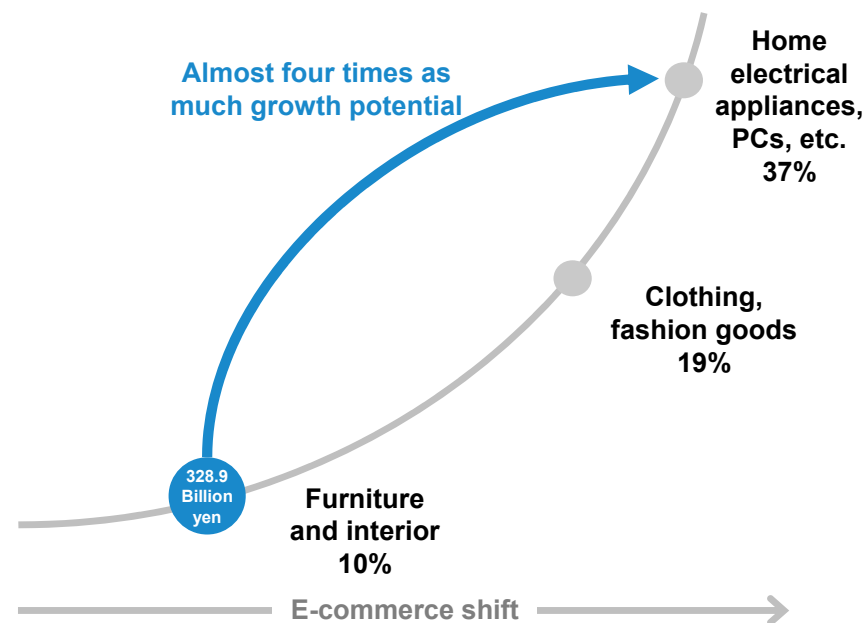 Almost four times as
much growth potential
Home
electrical
appliances,
PCs, etc.
37%
Clothing,
fashion goods
19%
328.9
Billion
yen
Furniture
and interior
10%
E-commerce shift